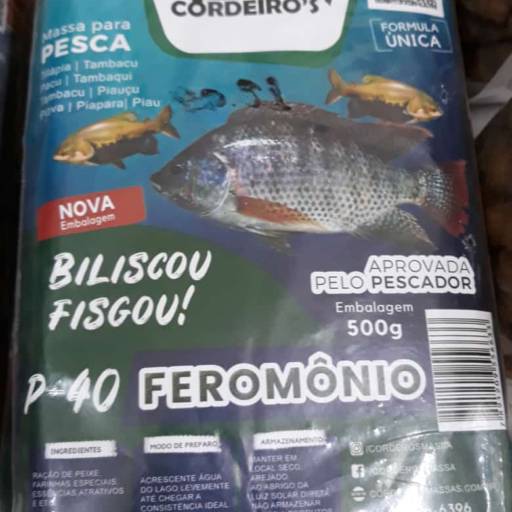 CORDEIRO'S
Massa para
PESCA
Tilápia | Tambacu
Pacu | Tambaqui
Tambacu | Piauçu
Piapara | Piau
FORMULA
ÚNICA
NOVA
Embalagem
BILISCOU
FISGOU!
APROVADA
PELO PESCADOR
Embalagem
500g
P-40 FEROMÔNIO
INGREDIENTES
RAÇÃO DE PEIXE
FARINHAS ESPECIAIS
ESSÊNCIAS ATRATIVOS
E ETC
MODO DE PREPARO
ACRESCENTE ÁGUA
DO LAGO LEVEMENTE
ATÉ CHEGAR A
CONSISTÊNCIA IDEAL
ARMAZENAMENTO
MANTER EM
LOCAL SECO,
AREJADO
AO ABRIGO DA
LUZ SOLAR DIRETA
NÃO ARMAZENAR
6396